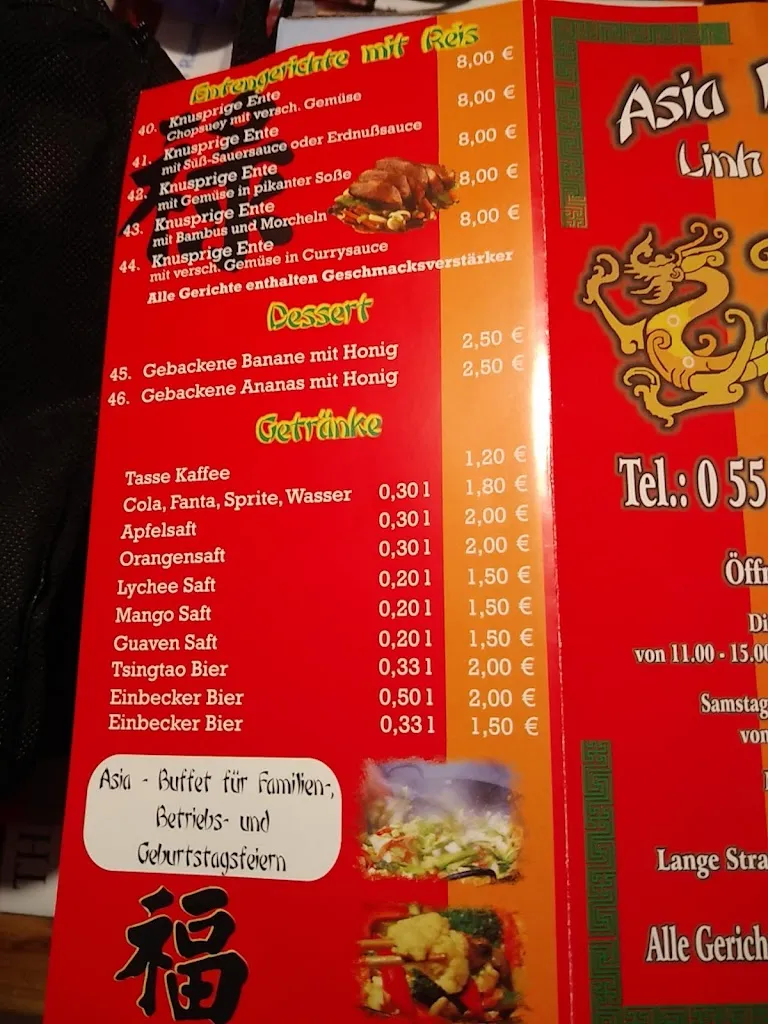 Entengerichte mit Reis
40. Knusprige Ente 8,00 €
Chopsuey mit versch. Gemüse
41. Knusprige Ente 8,00 €
mit Süß-Sauersauce oder Erdnußsauce
42. Knusprige Ente 8,00 €
mit Gemüse in pikanter Soße
43. Knusprige Ente 8,00 €
mit Bambus und Morcheln
44. Knusprige Ente 8,00 €
mit versch. Gemüse in Currysauce
Alle Gerichte enthalten Geschmacksverstärker
Dessert
45. Gebackene Banane mit Honig 2,50 €
46. Gebackene Ananas mit Honig 2,50 €
Getränke
Tasse Kaffee 1,20 €
Cola, Fanta, Sprite, Wasser 0,30 l 1,80 €
Apfelsaft 0,30 l 2,00 €
Orangensaft 0,30 l 2,00 €
Lychee Saft 0,20 l 1,50 €
Mango Saft 0,20 l 1,50 €
Guaven Saft 0,20 l 1,50 €
Tsingtao Bier 0,33 l 2,00 €
Einbecker Bier 0,50 l 2,00 €
Einbecker Bier 0,33 l 1,50 €
Asia - Buffet für Familien-,
Betriebs- und
Geburtstagsfeiern
福
Asia
Linh
Tel.: 0 55
Öffn
Di
von 11.00 - 15.00
Samstag
von
Lange Stra
Alle Gerich